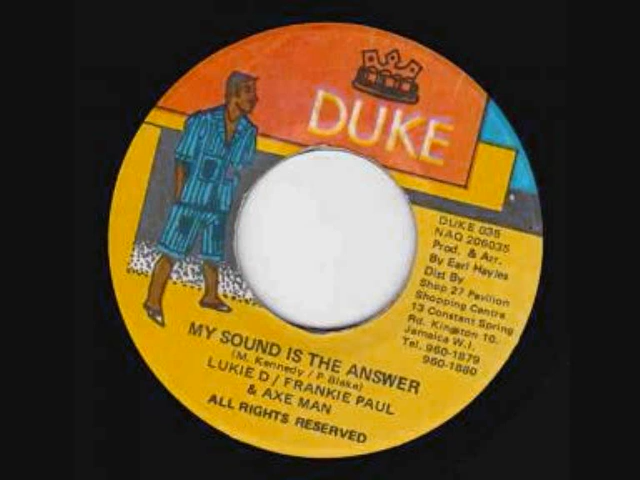 DUKE
DUKE 035
NAQ 206035
Prod. & Arr.
By Earl Hayles
Dist By
Shop 27 Pavilion
Shopping Centre
13 Constant Spring
Rd. Kingston 10.
Jamaica W.I.
Tel. 960-1879
960-1880
MY SOUND IS THE ANSWER
(M. Kennedy / P. Blake)
LUKIE D / FRANKIE PAUL
& AXE MAN
ALL RIGHTS RESERVED